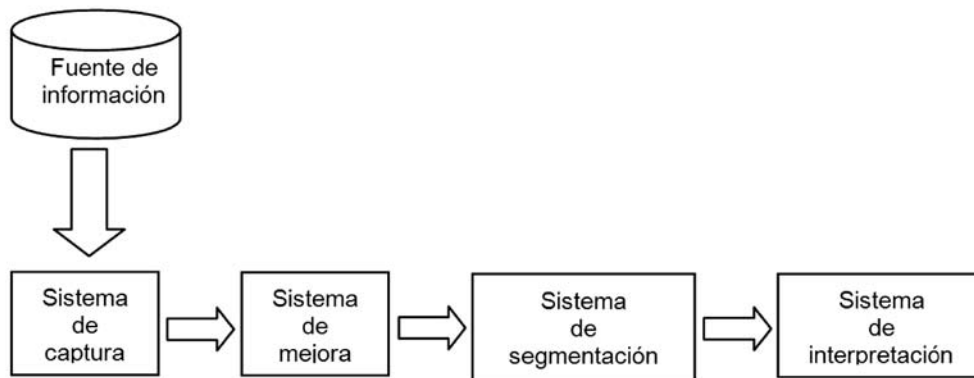 Fuente de
información
Sistema
de
captura
Sistema
de
mejora
Sistema
de
segmentación
Sistema
de
interpretación